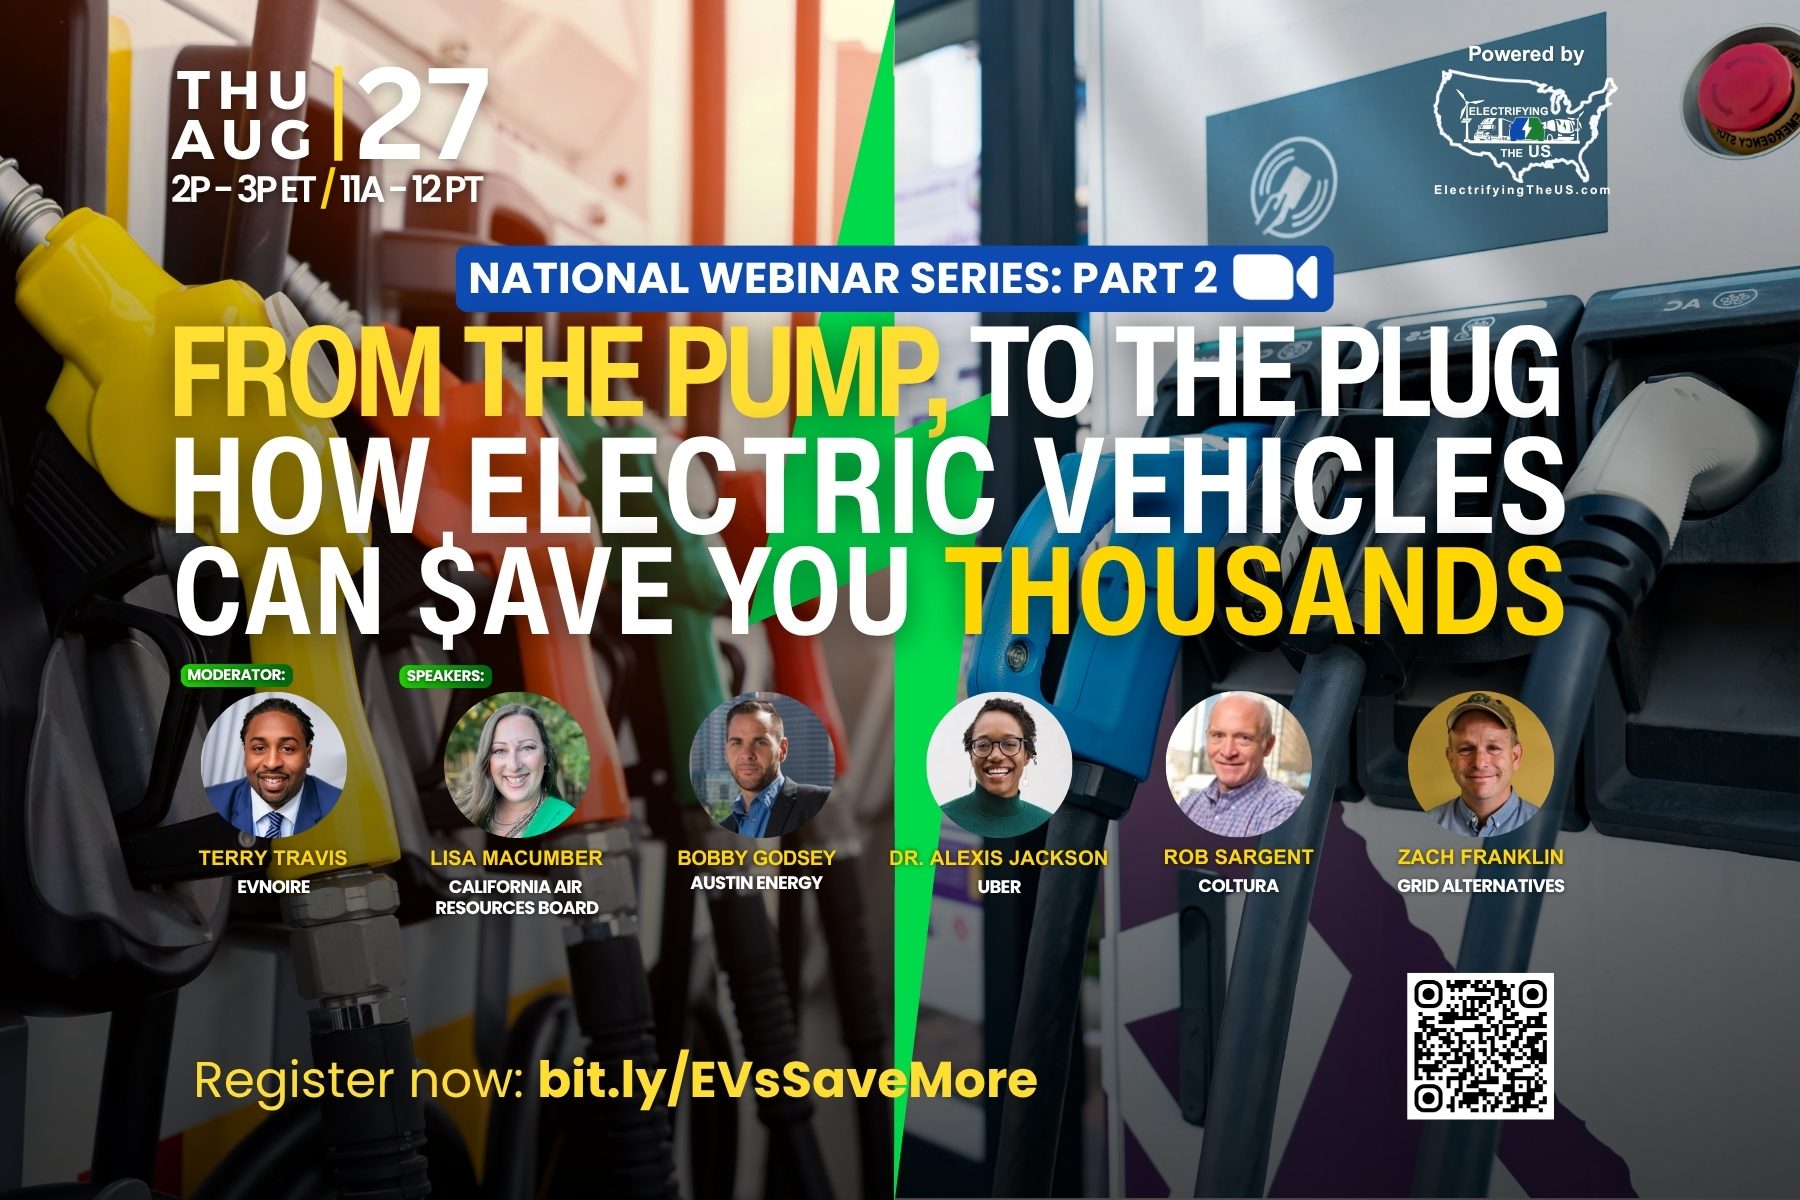 THU
AUG
27
2P – 3P ET / 11A – 12 PT
Powered by
ELECTRIFYING
THE US
ElectrifyingTheUS.com
EMERGENCY STOP
NATIONAL WEBINAR SERIES: PART 2
FROM THE PUMP, TO THE PLUG
HOW ELECTRIC VEHICLES
CAN $AVE YOU THOUSANDS
AC
MODERATOR:
SPEAKERS:
TERRY TRAVIS
EVNOIRE
LISA MACUMBER
CALIFORNIA AIR
RESOURCES BOARD
BOBBY GODSEY
AUSTIN ENERGY
DR. ALEXIS JACKSON
UBER
ROB SARGENT
COLTURA
ZACH FRANKLIN
GRID ALTERNATIVES
Register now: bit.ly/EVsSaveMore